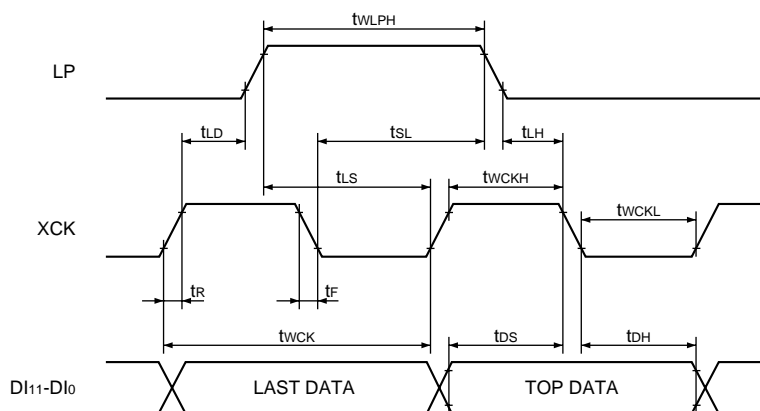 tWLPH
LP
tLD
tSL
tLH
tLS
tWCKH
XCK
tWCKL
tR
tF
tWCK
tDS
tDH
DI11-DI0
LAST DATA
TOP DATA